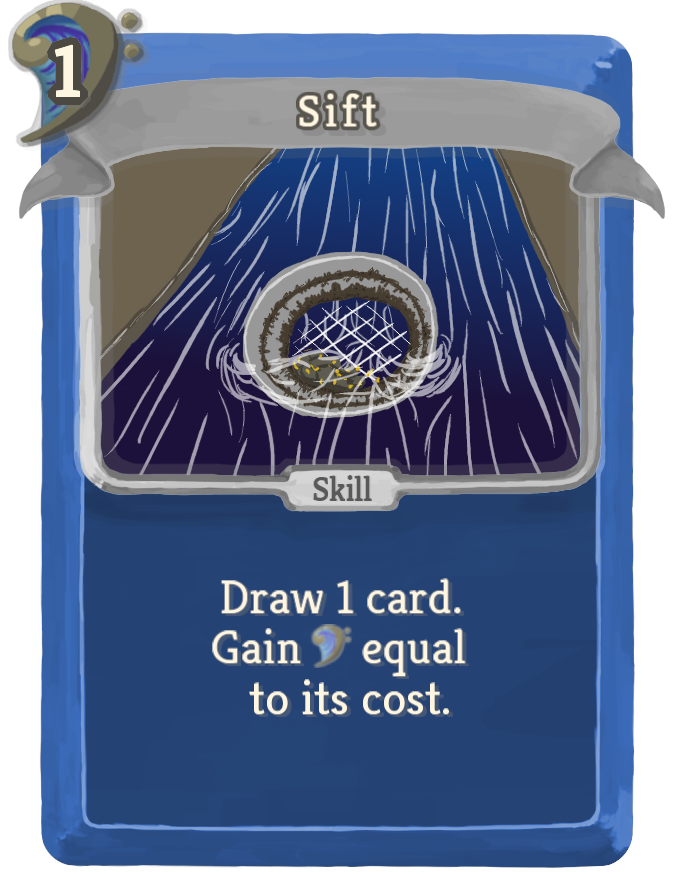 1
Sift
Skill
Draw 1 card.
Gain equal
to its cost.